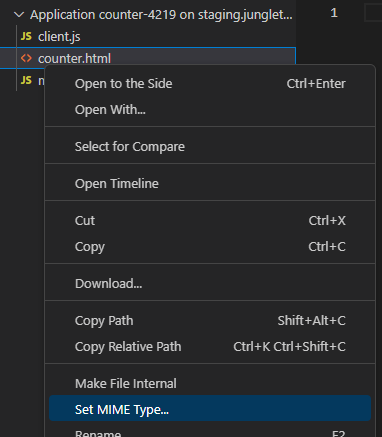 Application counter-4219 on staging.junglet...
1
JS client.js
<> counter.html
JS
Open to the Side Ctrl+Enter
Open With...
Select for Compare
Open Timeline
Cut Ctrl+X
Copy Ctrl+C
Download...
Copy Path Shift+Alt+C
Copy Relative Path Ctrl+K Ctrl+Shift+C
Make File Internal
Set MIME Type...
Rename... F2